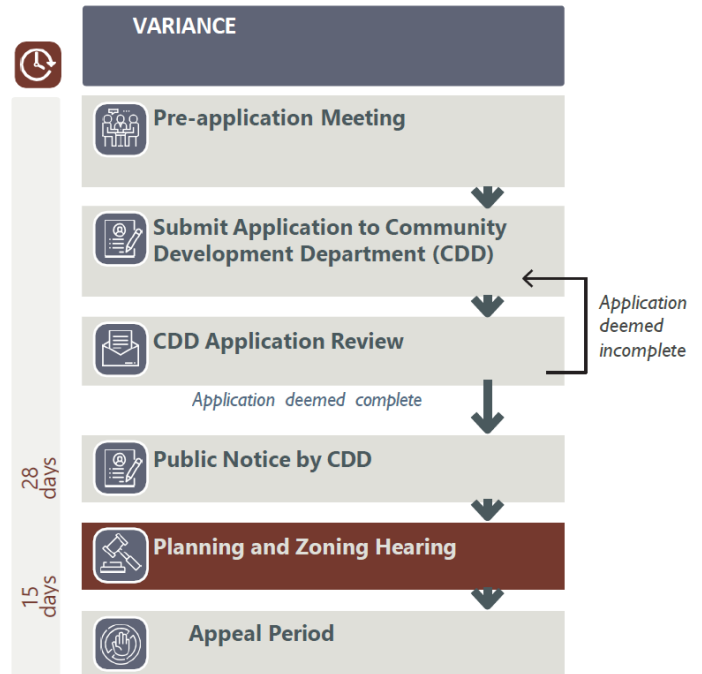 VARIANCE
Pre-application Meeting
Submit Application to Community
Development Department (CDD)
Application
deemed
incomplete
CDD Application Review
Application deemed complete
28
days
Public Notice by CDD
Planning and Zoning Hearing
15
days
Appeal Period